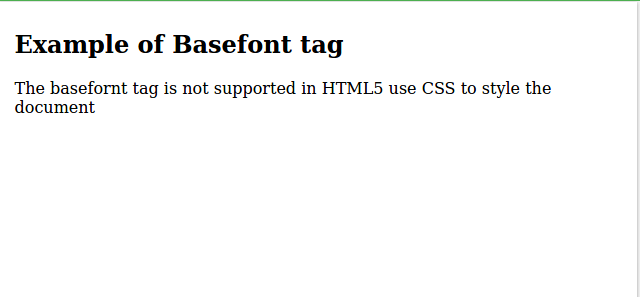 Example of Basefont tag
The basefornt tag is not supported in HTML5 use CSS to style the
document